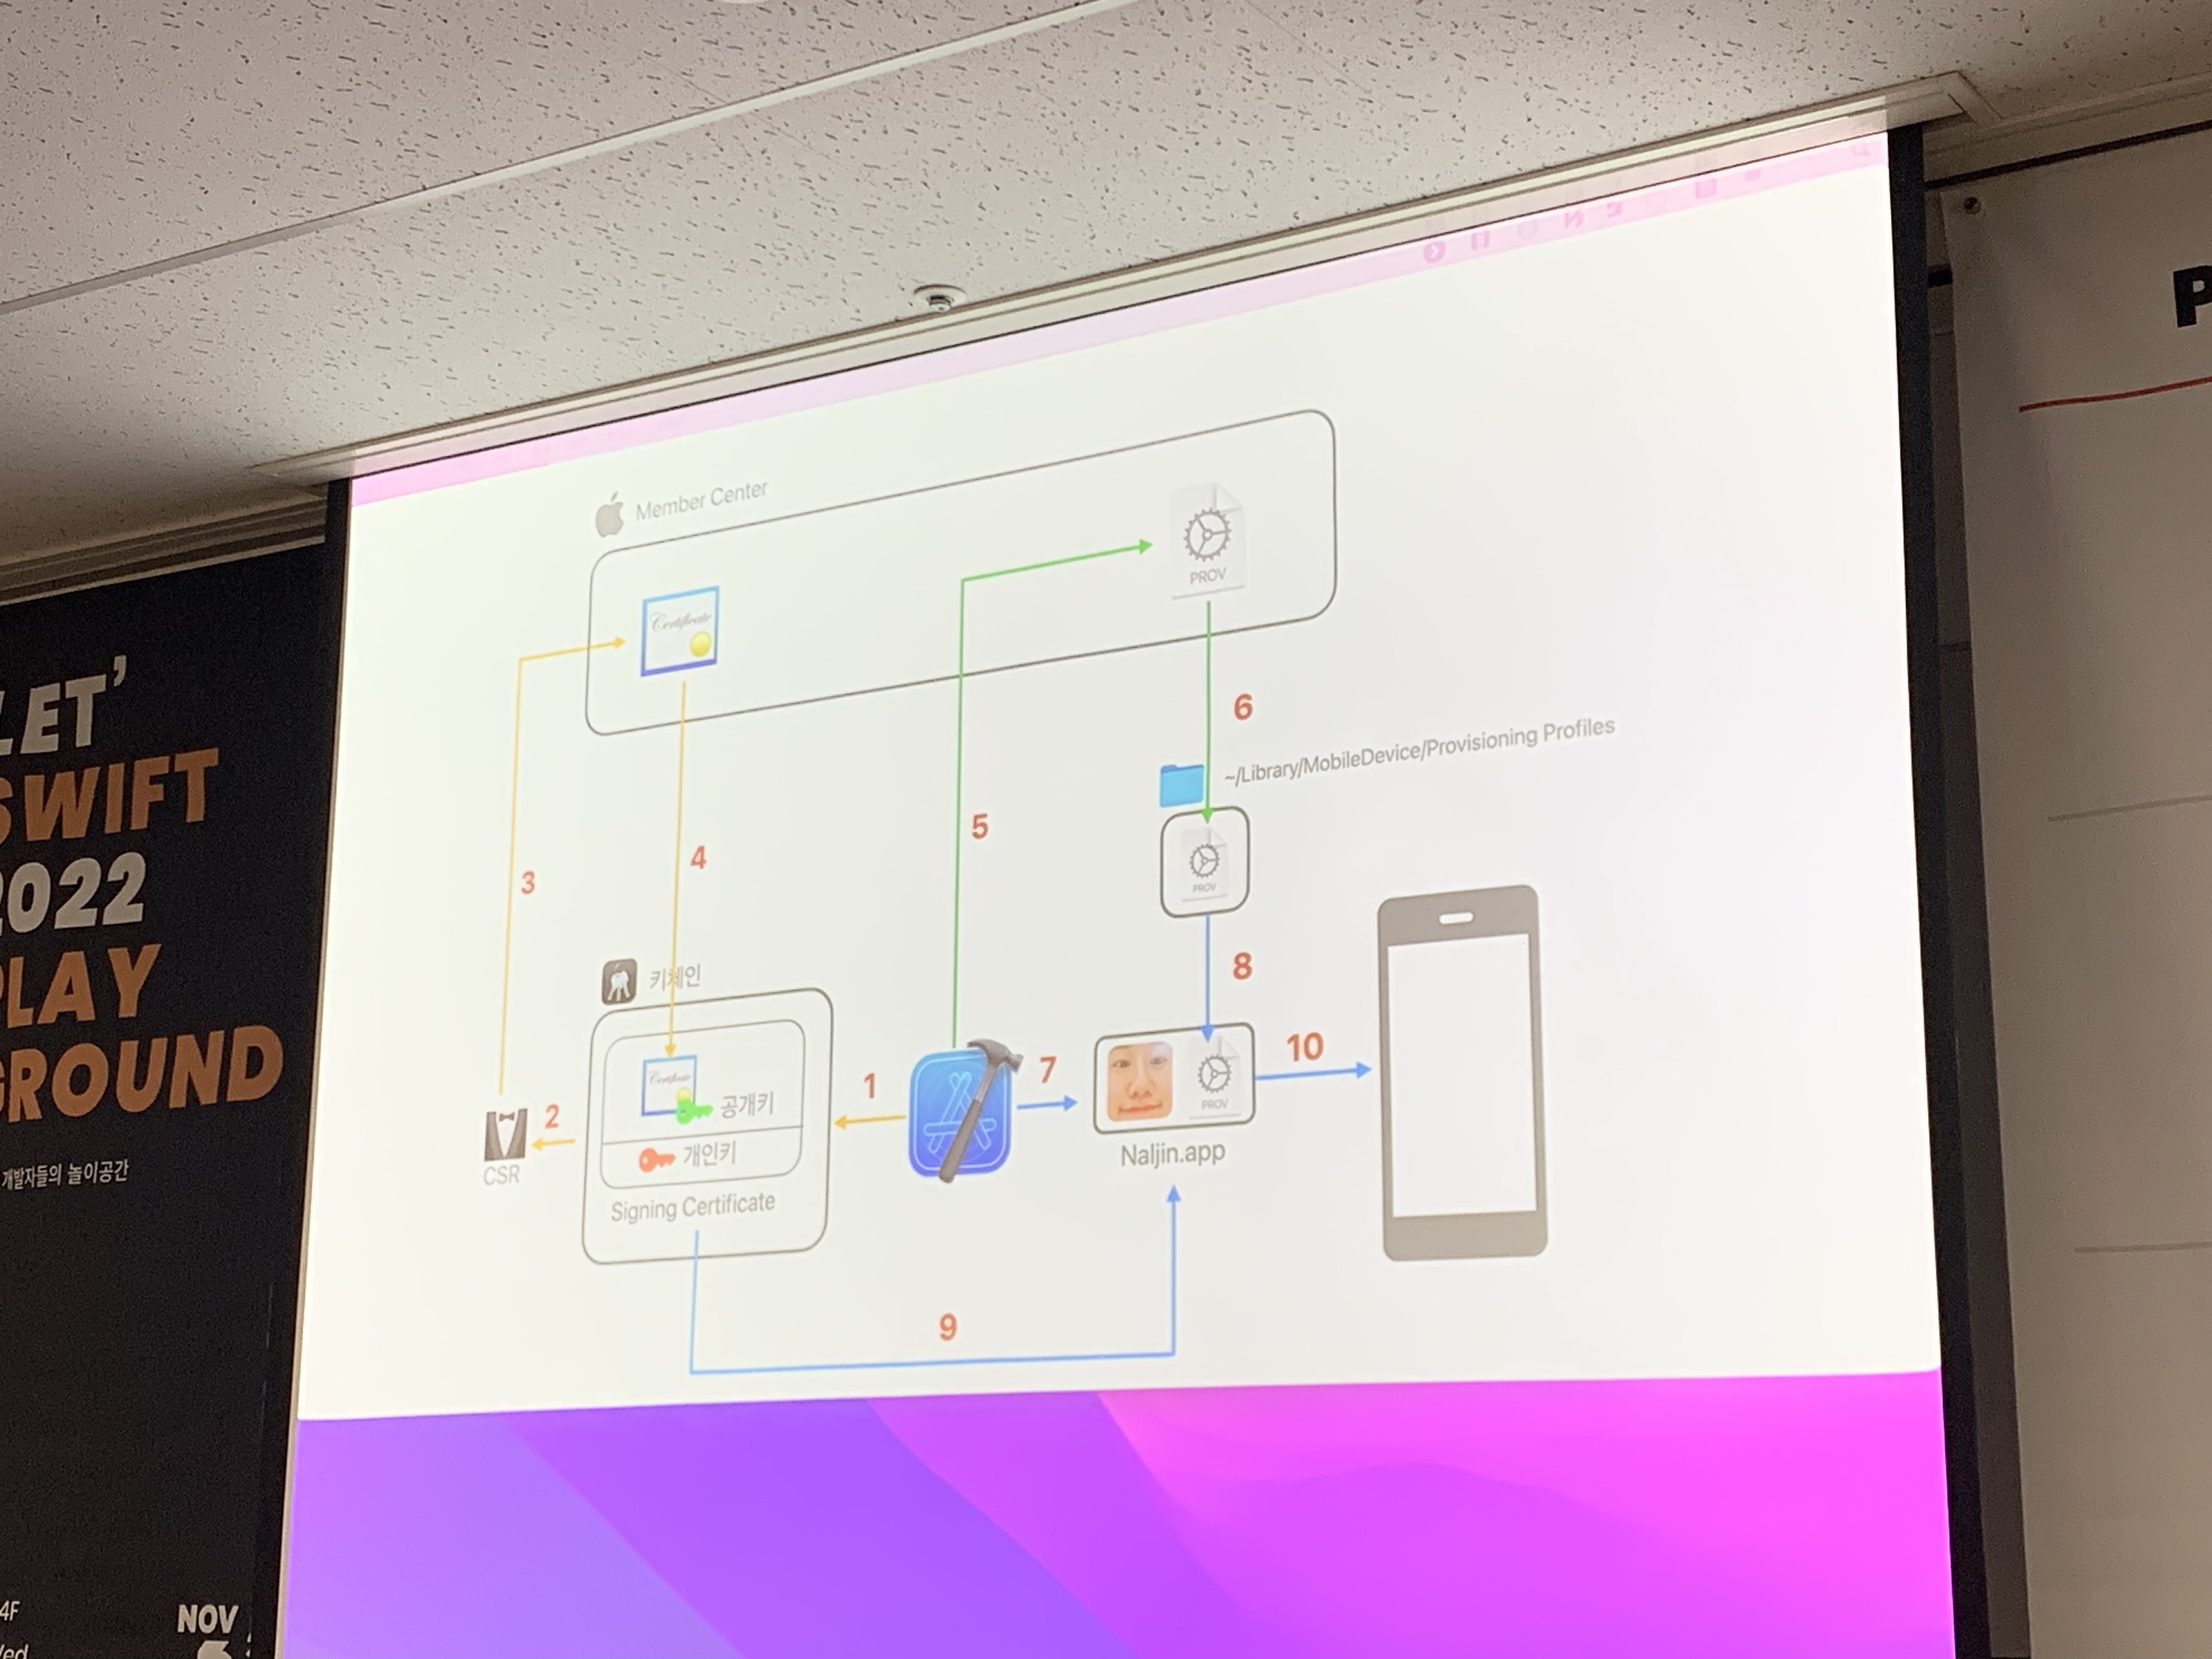 LET'
SWIFT
2022
PLAY
GROUND
개발자들의 놀이공간
4F
NOV
Member Center
Certificate
PROV
6
~/Library/MobileDevice/Provisioning Profiles
5
4
3
PROV
8
키체인
10
7
1
2
Certificate
공개키
개인키
PROV
CSR
Naljin.app
Signing Certificate
9
P